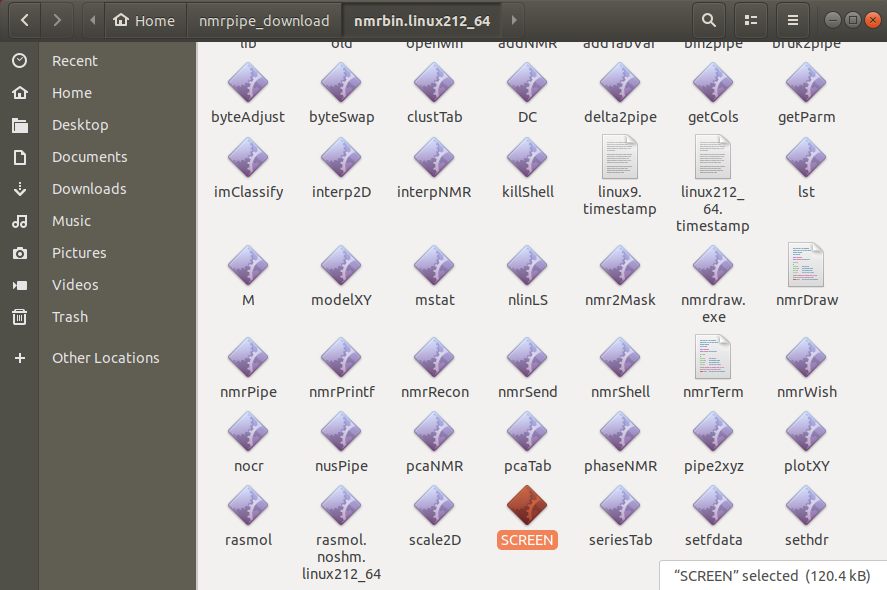 Home
nmrpipe_download
nmrbin.linux212_64
Recent
Home
Desktop
Documents
Downloads
Music
Pictures
Videos
Trash
Other Locations
lib
old
openwin
addNMR
addTabVar
bin2pipe
bruk2pipe
byteAdjust
byteSwap
clustTab
DC
delta2pipe
getCols
getParm
imClassify
interp2D
interpNMR
killShell
linux9.
timestamp
linux212_
64.
timestamp
lst
M
modelXY
mstat
nlinLS
nmr2Mask
nmrdraw.
exe
nmrDraw
nmrPipe
nmrPrintf
nmrRecon
nmrSend
nmrShell
nmrTerm
nmrWish
nocr
nusPipe
pcaNMR
pcaTab
phaseNMR
pipe2xyz
plotXY
rasmol
rasmol.
noshm.
linux212_64
scale2D
SCREEN
seriesTab
setfdata
sethdr
“SCREEN” selected (120.4 kB)